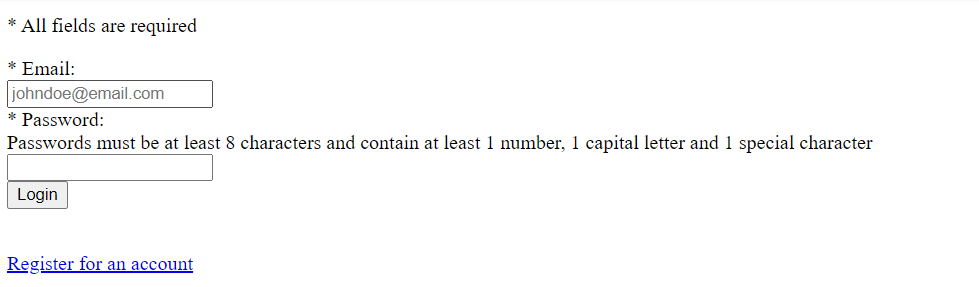 * All fields are required
* Email:
johndoe@email.com
* Password:
Passwords must be at least 8 characters and contain at least 1 number, 1 capital letter and 1 special character
Login
Register for an account